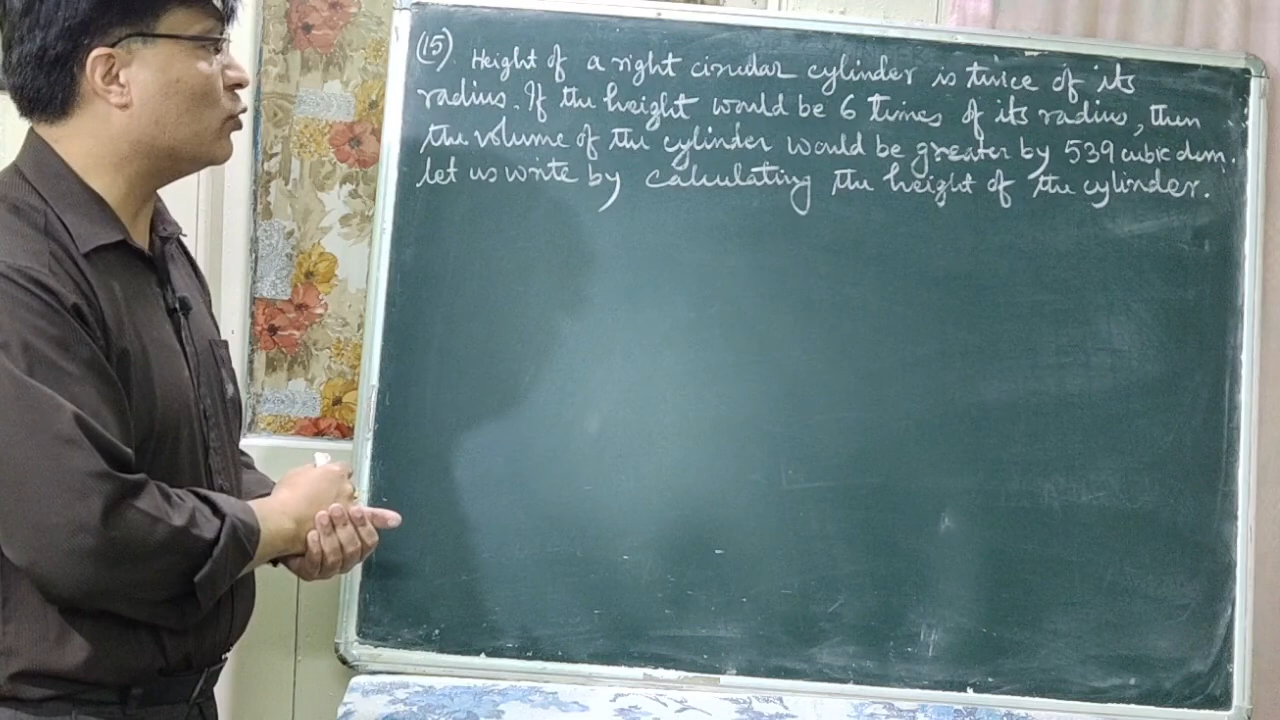 (15) Height of a right circular cylinder is twice of its
radius. If the height would be 6 times of its radius, then
the volume of the cylinder would be greater by 539 cubic dcm.
let us write by calculating the height of the cylinder.